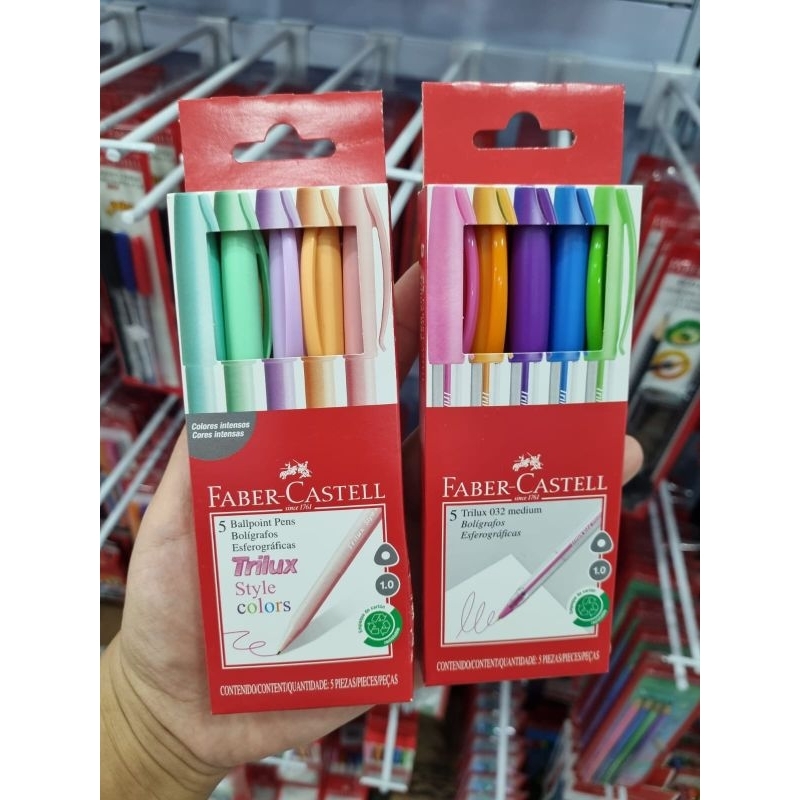 Colores intensos
Cores intensas
FABER-CASTELL
since 1761
5 Ballpoint Pens
Bolígrafos
Esferográficas
Trilux
Style
colors
1.0
CONTENIDO/CONTENT/QUANTIDADE: 5 PIEZAS/PIECES/PEÇAS
FABER-CASTELL
since 1761
5 Trilux 032 medium
Bolígrafos
Esferográficas
1.0
CONTENIDO/CONTENT/QUANTIDADE: 5 PIEZAS/PIECES/PEÇAS